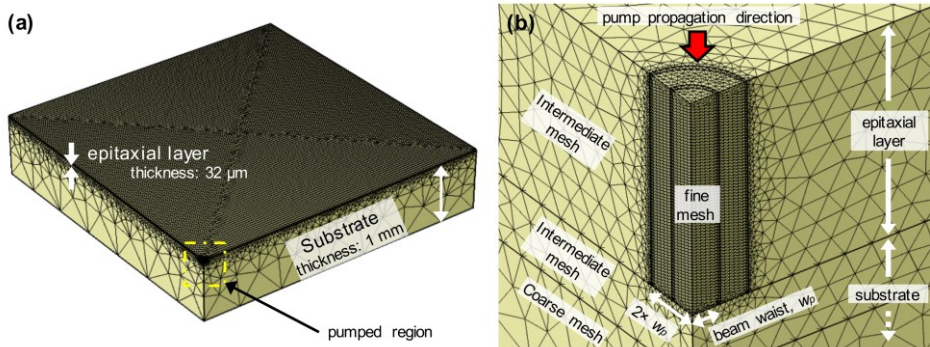 (a)
epitaxial layer
thickness: 32 µm
Substrate
thickness: 1 mm
pumped region
(b)
pump propagation direction
Intermediate
mesh
epitaxial
layer
fine
mesh
Intermediate
mesh
Coarse mesh
2× wp
beam waist, wp
substrate